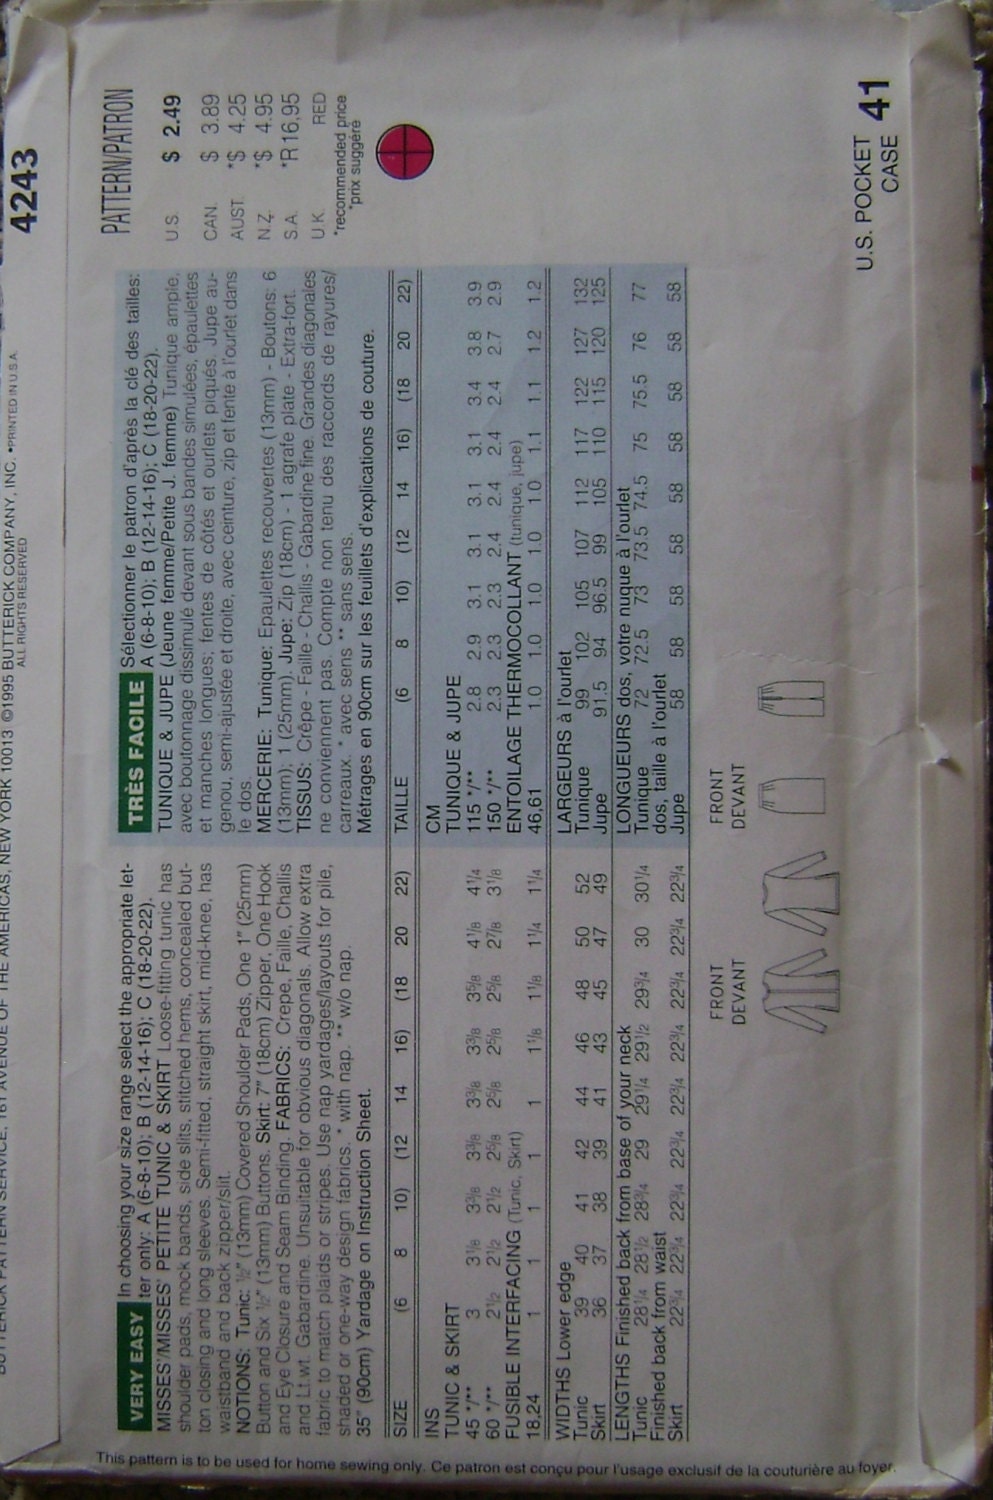 4243
BUTTERICK PATTERN SERVICE, 161 AVENUE OF THE AMERICAS, NEW YORK 10013 ©1995 BUTTERICK COMPANY, INC. •PRINTED IN U.S.A.
ALL RIGHTS RESERVED
VERY EASY In choosing your size range select the appropriate let-
ter only: A (6-8-10); B (12-14-16); C (18-20-22).
MISSES'/MISSES' PETITE TUNIC & SKIRT Loose-fitting tunic has
shoulder pads, mock bands, side slits, stitched hems, concealed but-
ton closing and long sleeves. Semi-fitted, straight skirt, mid-knee, has
waistband and back zipper/slit.
NOTIONS: Tunic: ½" (13mm) Covered Shoulder Pads, One 1" (25mm)
Button and Six ½" (13mm) Buttons. Skirt: 7" (18cm) Zipper, One Hook
and Eye Closure and Seam Binding. FABRICS: Crepe, Faille, Challis
and Lt.wt. Gabardine. Unsuitable for obvious diagonals. Allow extra
fabric to match plaids or stripes. Use nap yardages/layouts for pile,
shaded or one-way design fabrics. * with nap. ** w/o nap.
35" (90cm) Yardage on Instruction Sheet.
SIZE (6 8 10) (12 14 16) (18 20 22)
INS
TUNIC & SKIRT
45 */** 3 3⅛ 3⅜ 3⅜ 3⅜ 3⅜ 3⅝ 4⅛ 4¼
60 */** 2½ 2½ 2½ 2⅝ 2⅝ 2⅝ 2⅝ 2⅞ 3⅛
FUSIBLE INTERFACING (Tunic, Skirt)
18,24 1 1 1 1 1 1⅛ 1⅛ 1¼ 1¼
WIDTHS Lower edge
Tunic 39 40 41 42 44 46 48 50 52
Skirt 36 37 38 39 41 43 45 47 49
LENGTHS Finished back from base of your neck
Tunic 28¼ 28½ 28¾ 29 29¼ 29½ 29¾ 30 30¼
Finished back from waist
Skirt 22¾ 22¾ 22¾ 22¾ 22¾ 22¾ 22¾ 22¾ 22¾
TRÈS FACILE Sélectionner le patron d'après la clé des tailles:
A (6-8-10); B (12-14-16); C (18-20-22).
TUNIQUE & JUPE (Jeune femme/Petite J. femme) Tunique ample,
avec boutonnage dissimulé devant sous bandes simulées, épaulettes
et manches longues; fentes de côtés et ourlets piqués. Jupe au-
genou, semi-ajustée et droite, avec ceinture, zip et fente à l'ourlet dans
le dos.
MERCERIE: Tunique: Epaulettes recouvertes (13mm) - Boutons: 6
(13mm); 1 (25mm). Jupe: Zip (18cm) - 1 agrafe plate - Extra-fort.
TISSUS: Crêpe - Faille - Challis - Gabardine fine. Grandes diagonales
ne conviennent pas. Compte non tenu des raccords de rayures/
carreaux. * avec sens ** sans sens.
Métrages en 90cm sur les feuillets d'explications de couture.
TAILLE (6 8 10) (12 14 16) (18 20 22)
CM
TUNIQUE & JUPE
115 */** 2.8 2.9 3.1 3.1 3.1 3.1 3.4 3.8 3.9
150 */** 2.3 2.3 2.3 2.4 2.4 2.4 2.4 2.7 2.9
ENTOILAGE THERMOCOLLANT (tunique, jupe)
46,61 1.0 1.0 1.0 1.0 1.0 1.1 1.1 1.2 1.2
LARGEURS à l'ourlet
Tunique 99 102 105 107 112 117 122 127 132
Jupe 91.5 94 96.5 99 105 110 115 120 125
LONGUEURS dos, votre nuque à l'ourlet
Tunique 72 72.5 73 73.5 74.5 75 75.5 76 77
dos, taille à l'ourlet
Jupe 58 58 58 58 58 58 58 58 58
PATTERN/PATRON
U.S. $ 2.49
CAN. $ 3.89
AUST. *$ 4.25
N.Z. *$ 4.95
S.A. *R16,95
U.K. RED
*recommended price
*prix suggéré
FRONT
DEVANT
FRONT
DEVANT
U.S. POCKET
CASE 41
This pattern is to be used for home sewing only. Ce patron est conçu pour l'usage exclusif de la couturière au foyer.